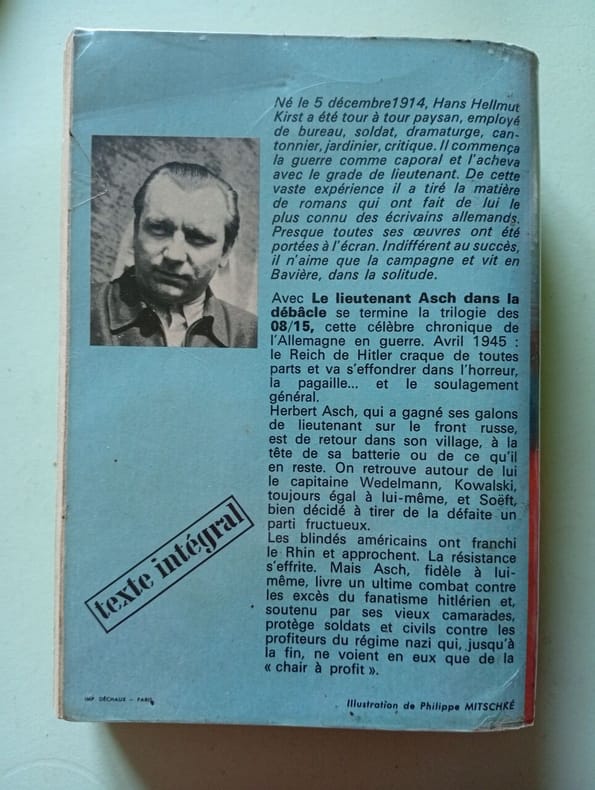 Né le 5 décembre1914, Hans Hellmut
Kirst a été tour à tour paysan, employé
de bureau, soldat, dramaturge, can-
tonnier, jardinier, critique. Il commença
la guerre comme caporal et l'acheva
avec le grade de lieutenant. De cette
vaste expérience il a tiré la matière
de romans qui ont fait de lui le
plus connu des écrivains allemands.
Presque toutes ses œuvres ont été
portées à l'écran. Indifférent au succès,
il n'aime que la campagne et vit en
Bavière, dans la solitude.
Avec Le lieutenant Asch dans la
débâcle se termine la trilogie des
08/15, cette célèbre chronique de
l'Allemagne en guerre. Avril 1945 :
le Reich de Hitler craque de toutes
parts et va s'effondrer dans l'horreur,
la pagaille... et le soulagement
général.
Herbert Asch, qui a gagné ses galons
de lieutenant sur le front russe,
est de retour dans son village, à la
tête de sa batterie ou de ce qu'il
en reste. On retrouve autour de lui
le capitaine Wedelmann, Kowalski,
toujours égal à lui-même, et Soëft,
bien décidé à tirer de la défaite un
parti fructueux.
Les blindés américains ont franchi
le Rhin et approchent. La résistance
s'effrite. Mais Asch, fidèle à lui-
même, livre un ultime combat contre
les excès du fanatisme hitlérien et,
soutenu par ses vieux camarades,
protège soldats et civils contre les
profiteurs du régime nazi qui, jusqu'à
la fin, ne voient en eux que de la
« chair à profit ».
texte intégral
IMP. DÉCHAUX – PARIS
Illustration de Philippe MITSCHKÉ